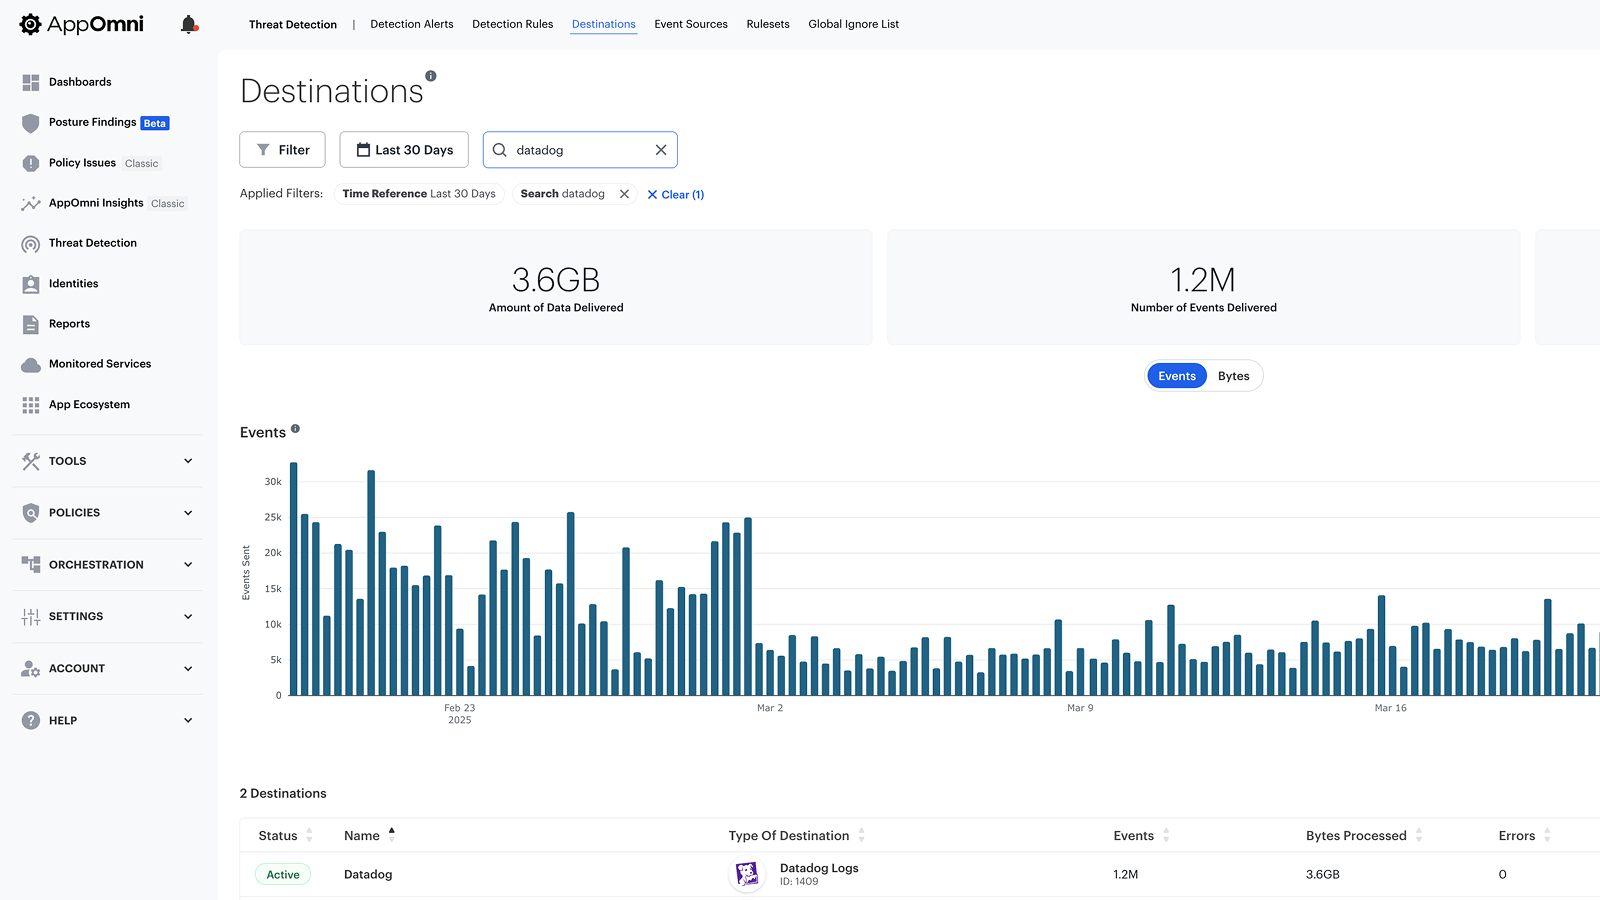 AppOmni
Threat Detection | Detection Alerts Detection Rules Destinations Event Sources Rulesets Global Ignore List
Dashboards
Posture Findings Beta
Policy Issues Classic
AppOmni Insights Classic
Threat Detection
Identities
Reports
Monitored Services
App Ecosystem
TOOLS
POLICIES
ORCHESTRATION
SETTINGS
ACCOUNT
HELP
Destinations
Filter Last 30 Days datadog
Applied Filters: Time Reference Last 30 Days Search datadog Clear (1)
3.6GB
Amount of Data Delivered
1.2M
Number of Events Delivered
Events Bytes
Events
Events Sent
30k
25k
20k
15k
10k
5k
0
Feb 23
2025
Mar 2
Mar 9
Mar 16
2 Destinations
Status Name Type Of Destination Events Bytes Processed Errors
Active Datadog Datadog Logs 1.2M 3.6GB 0
ID: 1409